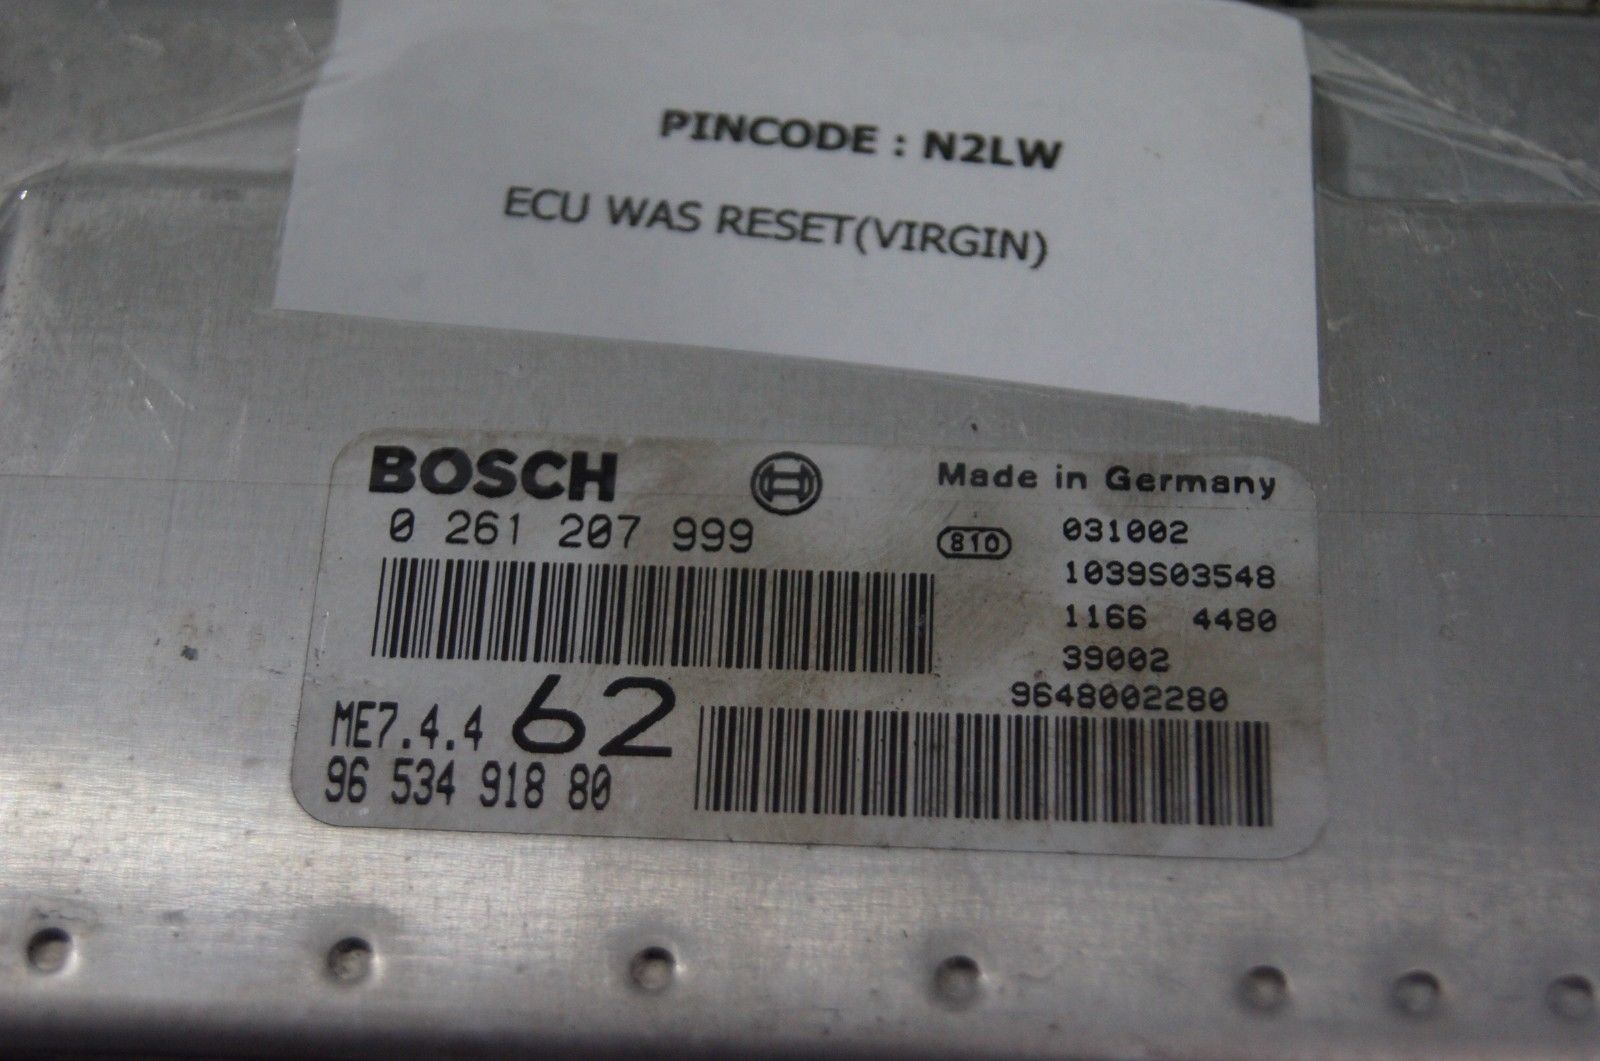 PINCODE : N2LW
ECU WAS RESET(VIRGIN)
BOSCH
Made in Germany
0 261 207 999
810
031002
1039S03548
1166 4480
39002
9648002280
ME7.4.4 62
96 534 918 80